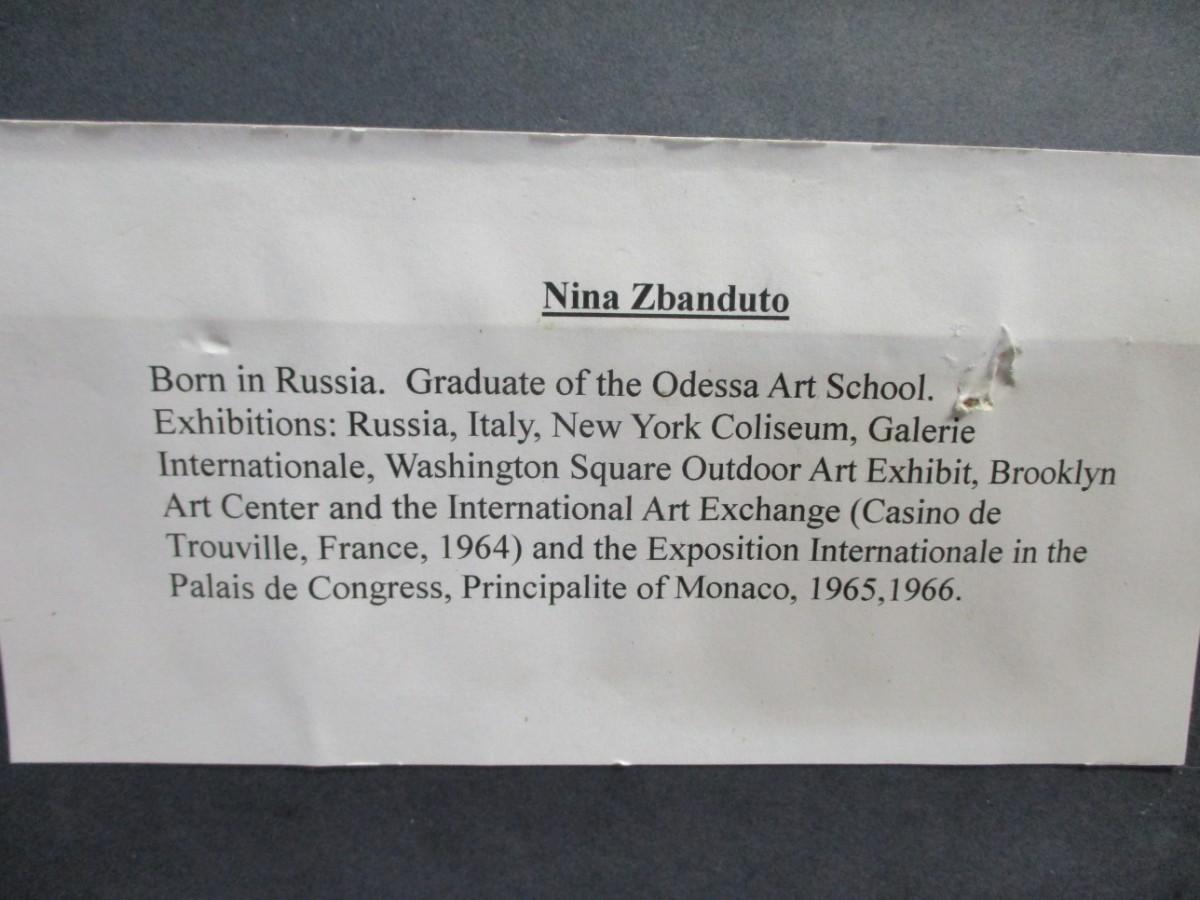 Nina Zbanduto
Born in Russia. Graduate of the Odessa Art School.
Exhibitions: Russia, Italy, New York Coliseum, Galerie
Internationale, Washington Square Outdoor Art Exhibit, Brooklyn
Art Center and the International Art Exchange (Casino de
Trouville, France, 1964) and the Exposition Internationale in the
Palais de Congress, Principalite of Monaco, 1965,1966.